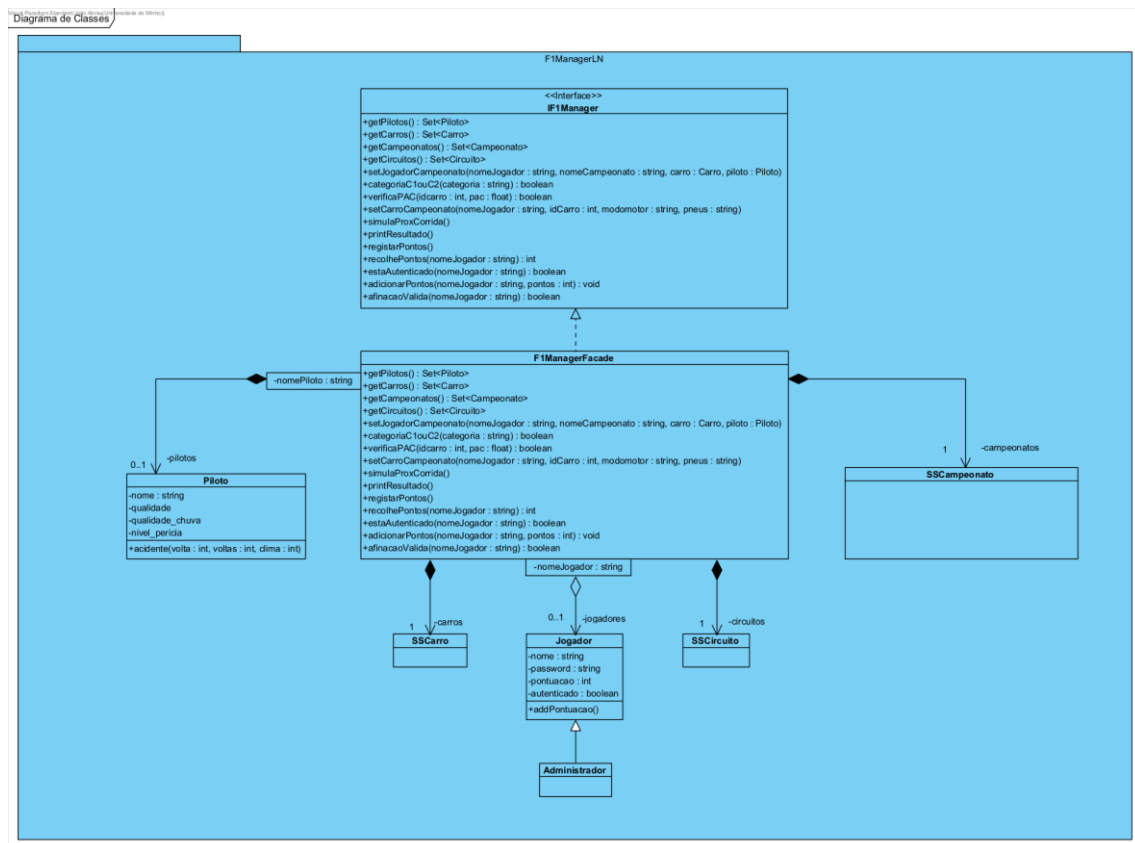 Visual Paradigm Standard(João Abreu(Universidade do Minho))
Diagrama de Classes
F1ManagerLN
<<Interface>>
IF1Manager
+getPilotos() : Set<Piloto>
+getCarros() : Set<Carro>
+getCampeonatos() : Set<Campeonato>
+getCircuitos() : Set<Circuito>
+setJogadorCampeonato(nomeJogador : string, nomeCampeonato : string, carro : Carro, piloto : Piloto)
+categoriaC1ouC2(categoria : string) : boolean
+verificaPAC(idcarro : int, pac : float) : boolean
+setCarroCampeonato(nomeJogador : string, idCarro : int, modomotor : string, pneus : string)
+simulaProxCorrida()
+printResultado()
+registarPontos()
+recolhePontos(nomeJogador : string) : int
+estaAutenticado(nomeJogador : string) : boolean
+adicionarPontos(nomeJogador : string, pontos : int) : void
+afinacaoValida(nomeJogador : string) : boolean
F1ManagerFacade
+getPilotos() : Set<Piloto>
+getCarros() : Set<Carro>
+getCampeonatos() : Set<Campeonato>
+getCircuitos() : Set<Circuito>
+setJogadorCampeonato(nomeJogador : string, nomeCampeonato : string, carro : Carro, piloto : Piloto)
+categoriaC1ouC2(categoria : string) : boolean
+verificaPAC(idcarro : int, pac : float) : boolean
+setCarroCampeonato(nomeJogador : string, idCarro : int, modomotor : string, pneus : string)
+simulaProxCorrida()
+printResultado()
+registarPontos()
+recolhePontos(nomeJogador : string) : int
+estaAutenticado(nomeJogador : string) : boolean
+adicionarPontos(nomeJogador : string, pontos : int) : void
+afinacaoValida(nomeJogador : string) : boolean
-nomePiloto : string
-pilotos
0..1
Piloto
-nome : string
-qualidade
-qualidade_chuva
-nivel_pericia
+acidente(volta : int, voltas : int, clima : int)
-campeonatos
1
SSCampeonato
-nomeJogador : string
1
-carros
SSCarro
0..1
-jogadores
Jogador
-nome : string
-password : string
-pontuacao : int
-autenticado : boolean
+addPontuacao()
1
-circuitos
SSCircuito
Administrador